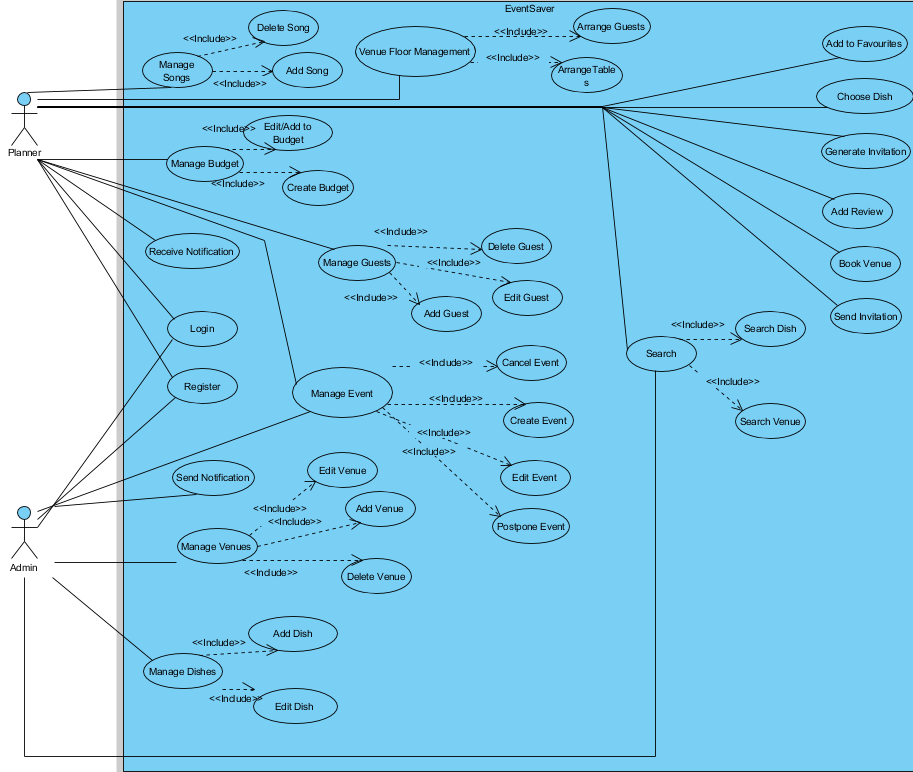 EventSaver
Delete Song
<<Include>>
Manage
Songs
<<Include>>
Add Song
Venue Floor Management
<<Include>>
Arrange Guests
<<Include>>
ArrangeTable
s
Add to Favourites
Choose Dish
Generate Invitation
Add Review
Book Venue
Send Invitation
Planner
<<Include>>
Edit/Add to
Budget
Manage Budget
<<Include>>
Create Budget
Receive Notification
<<Include>>
Delete Guest
Manage Guests
<<Include>>
Edit Guest
<<Include>>
Add Guest
Login
Search
<<Include>>
Search Dish
<<Include>>
Search Venue
Register
Manage Event
<<Include>>
Cancel Event
<<Include>>
Create Event
<<Include>>
Edit Event
<<Include>>
Postpone Event
Send Notification
Edit Venue
<<Include>>
Add Venue
<<Include>>
Manage Venues
<<Include>>
Delete Venue
Admin
Add Dish
<<Include>>
Manage Dishes
<<Include>>
Edit Dish